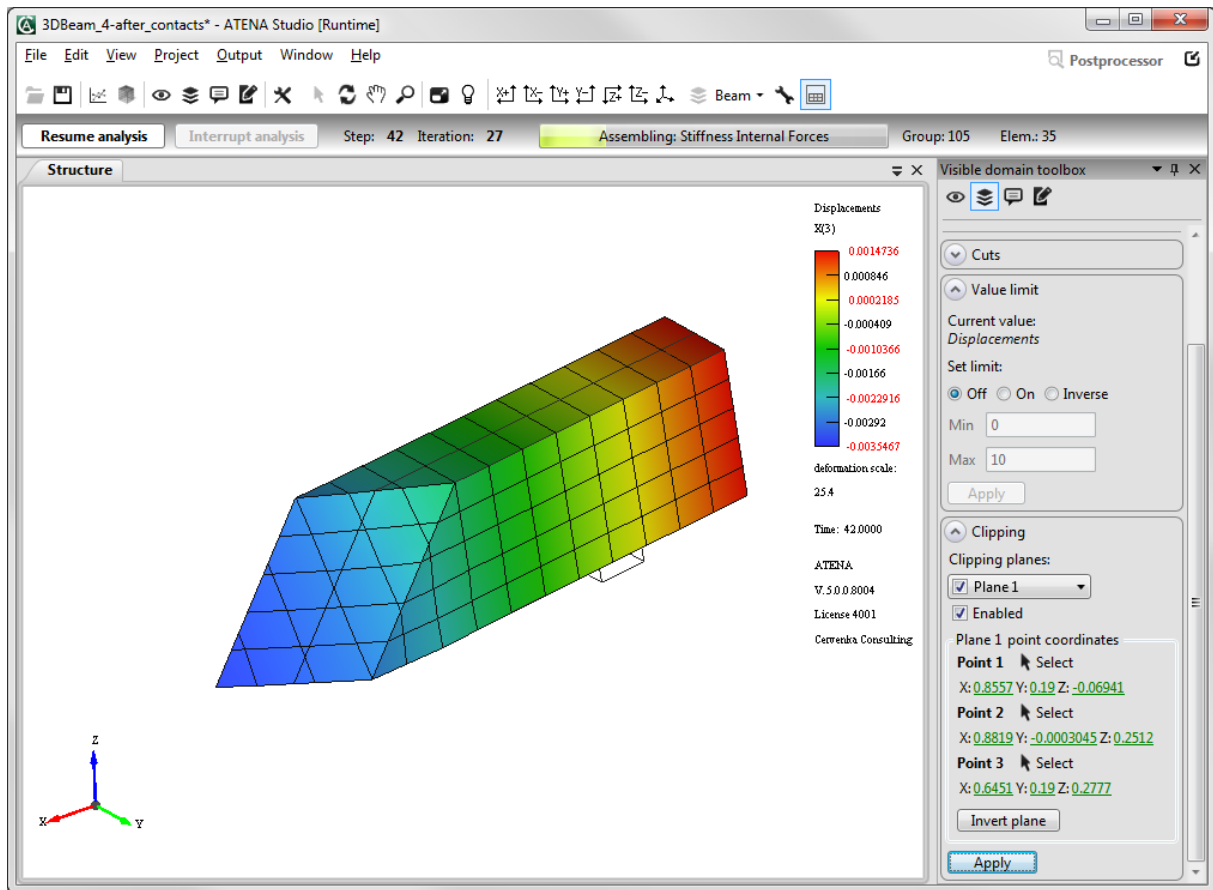 3DBeam_4-after_contacts* - ATENA Studio [Runtime]
File Edit View Project Output Window Help
Postprocessor
X+ X- Y+ Y- Z+ Z- Beam
Resume analysis Interrupt analysis Step: 42 Iteration: 27 Assembling: Stiffness Internal Forces Group: 105 Elem.: 35
Structure
Displacements
X(3)
0.0014736
0.000846
0.0002185
-0.000409
-0.0010366
-0.00166
-0.0022916
-0.00292
-0.0035467
deformation scale:
25.4
Time: 42.0000
ATENA
V.5.0.0.8004
License 4001
Cervenka Consulting
Z
X
Y
Visible domain toolbox
Cuts
Value limit
Current value:
Displacements
Set limit:
Off On Inverse
Min 0
Max 10
Apply
Clipping
Clipping planes:
Plane 1
Enabled
Plane 1 point coordinates
Point 1 Select
X: 0.8557 Y: 0.19 Z: -0.06941
Point 2 Select
X: 0.8819 Y: -0.0003045 Z: 0.2512
Point 3 Select
X: 0.6451 Y: 0.19 Z: 0.2777
Invert plane
Apply